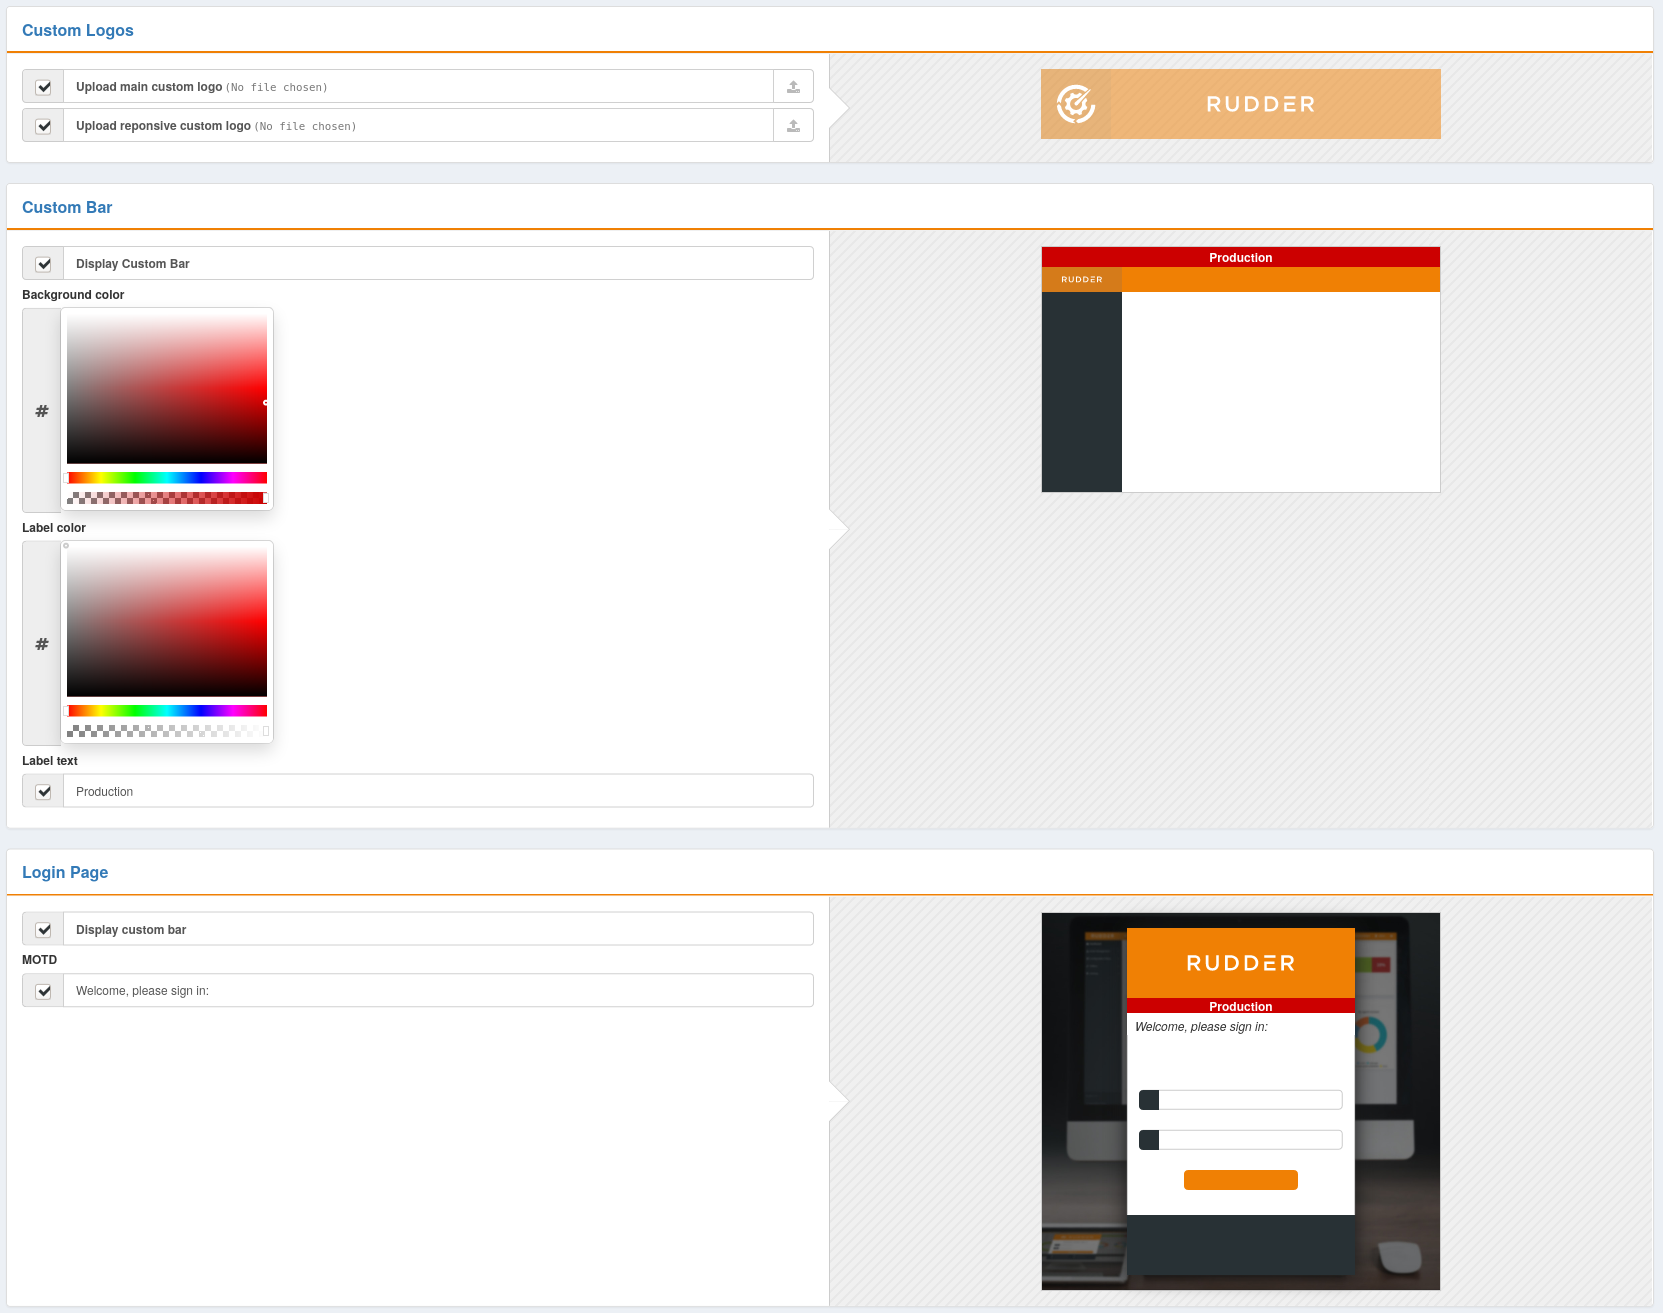 Custom Logos
Upload main custom logo (No file chosen)
RUDDER
Upload reponsive custom logo (No file chosen)
Custom Bar
Display Custom Bar
Production
RUDDER
Background color
#
Label color
#
Label text
Production
Login Page
Display custom bar
RUDDER
MOTD
Welcome, please sign in:
Production
Welcome, please sign in: